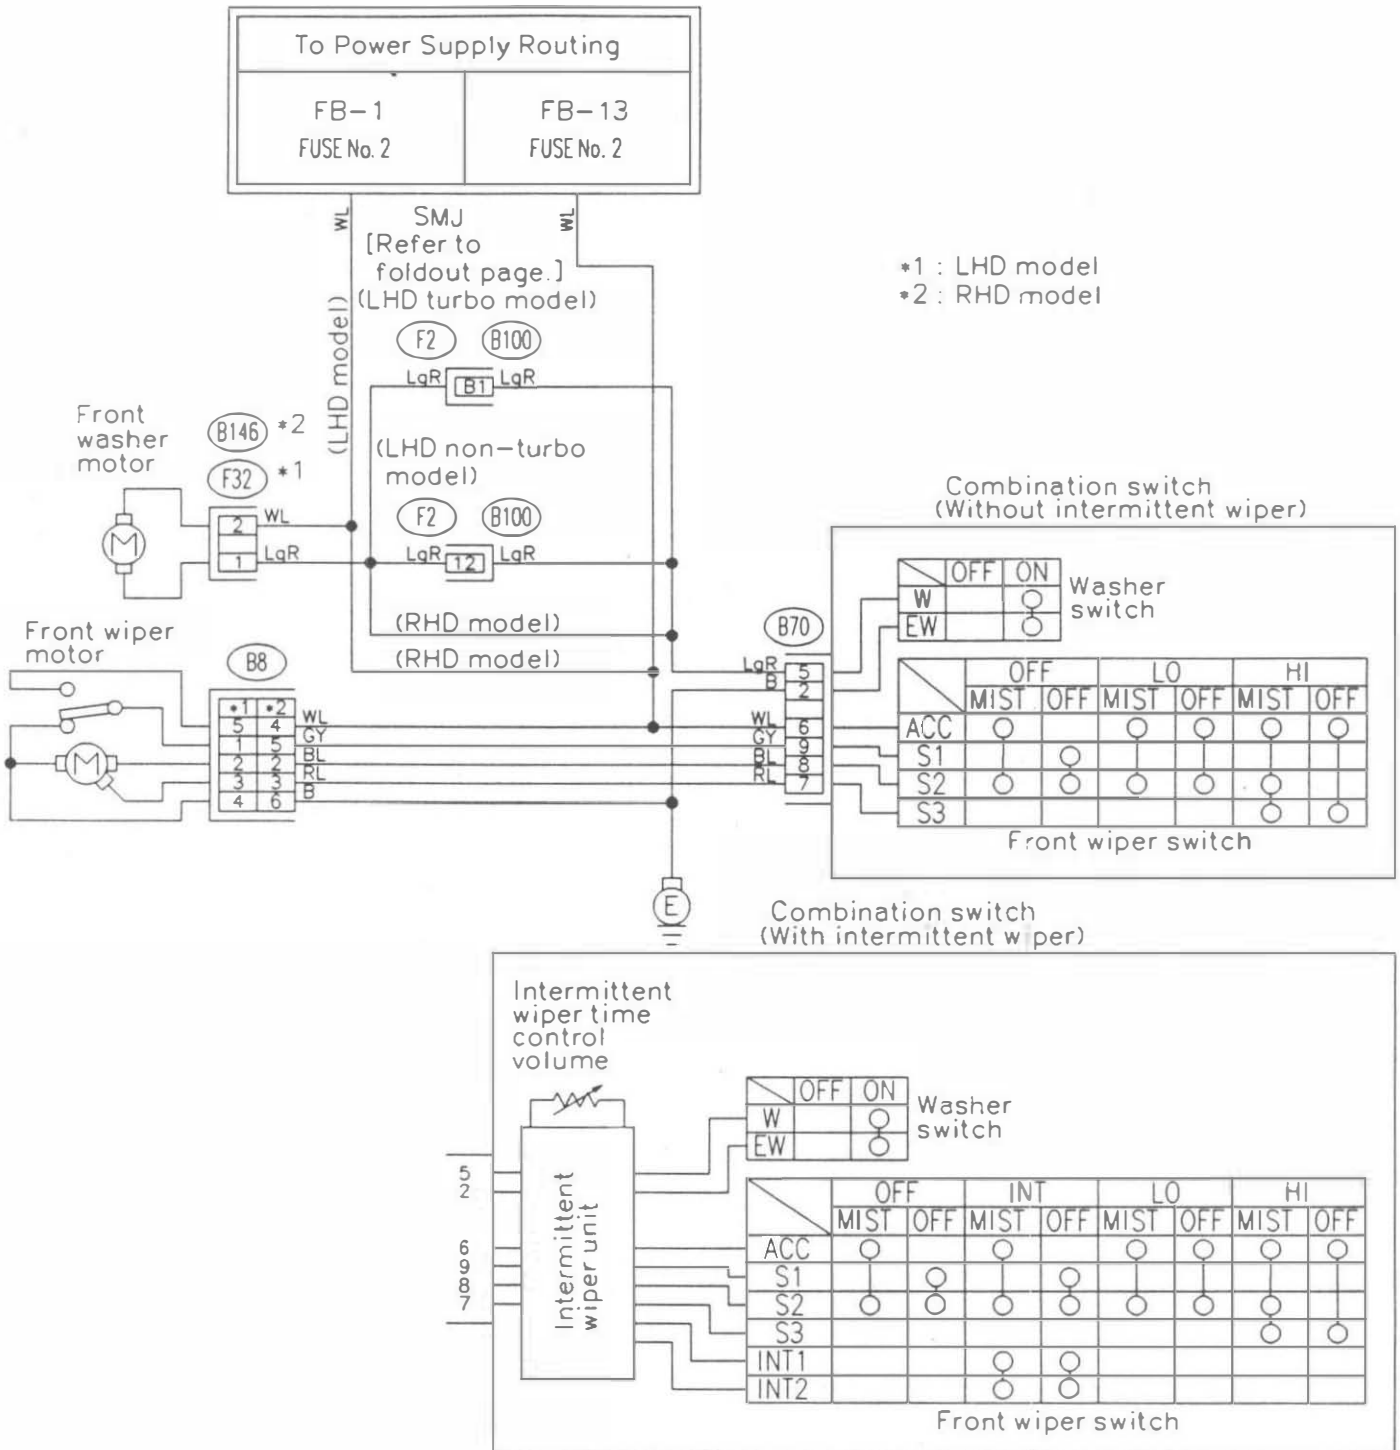 To Power Supply Routing
FB-1
FUSE No. 2
FB-13
FUSE No. 2
WL
WL
SMJ
[Refer to
foldout page.]
(LHD turbo model)
*1 : LHD model
*2 : RHD model
(LHD model)
F2 B100
LgR B1 LgR
Front
washer
motor
B146 *2
F32 *1
(LHD non-turbo
model)
F2 B100
2 WL
1 LgR
LgR 12 LgR
M
(RHD model)
(RHD model)
Front wiper
motor
B8
*1 *2
5 4 WL
1 5 GY
2 2 BL
3 3 RL
4 6 B
M
B70
LgR 5
B 2
WL 6
GY 9
BL 8
RL 7
E
Combination switch
(Without intermittent wiper)
OFF ON
W
EW
Washer
switch
OFF LO HI
MIST OFF MIST OFF MIST OFF
ACC
S1
S2
S3
Front wiper switch
Combination switch
(With intermittent wiper)
Intermittent
wiper time
control
volume
OFF ON
W
EW
Washer
switch
5
2
6
9
8
7
Intermittent
wiper unit
OFF INT LO HI
MIST OFF MIST OFF MIST OFF MIST OFF
ACC
S1
S2
S3
INT1
INT2
Front wiper switch